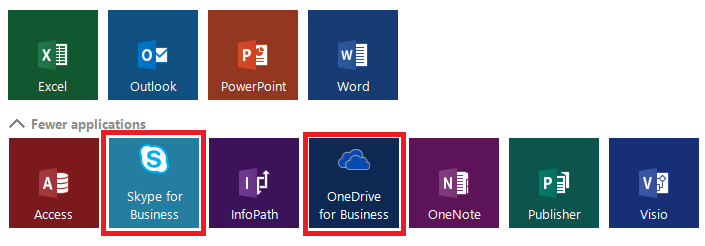 Excel
Outlook
PowerPoint
Word
Fewer applications
Access
Skype for
Business
InfoPath
OneDrive
for Business
OneNote
Publisher
Visio